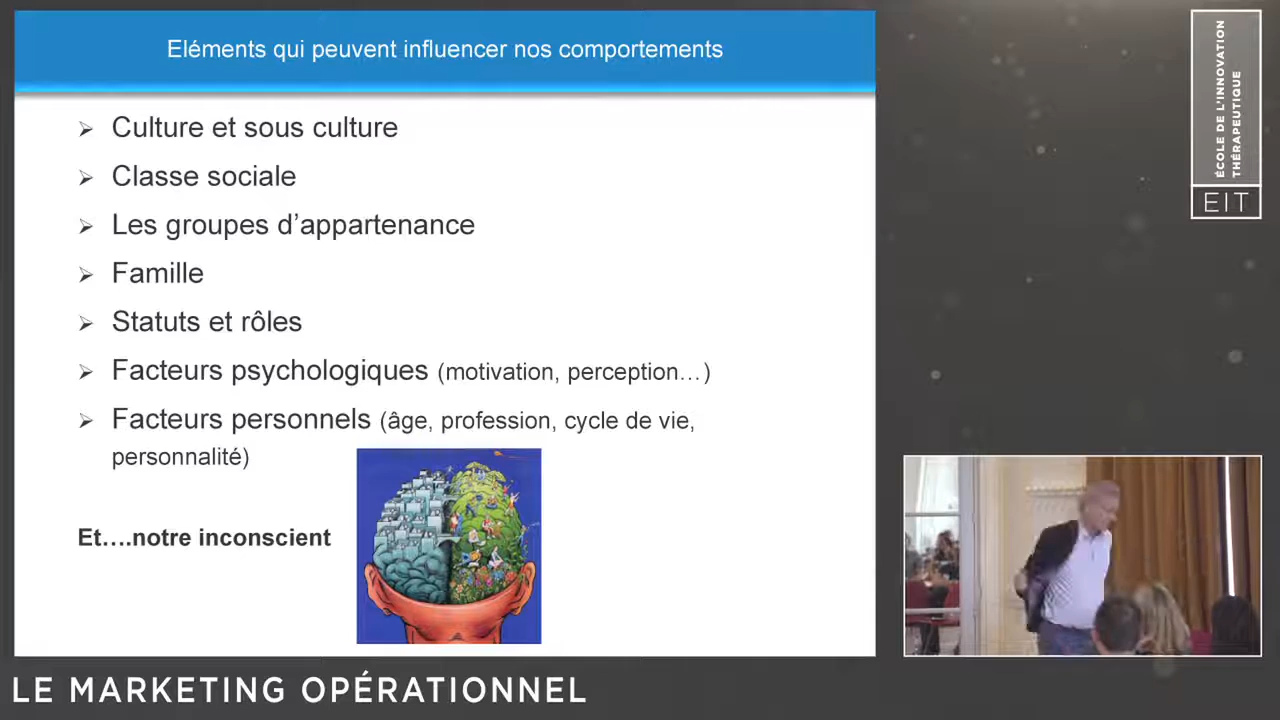 Eléments qui peuvent influencer nos comportements
➢ Culture et sous culture
➢ Classe sociale
➢ Les groupes d’appartenance
➢ Famille
➢ Statuts et rôles
➢ Facteurs psychologiques (motivation, perception…)
➢ Facteurs personnels (âge, profession, cycle de vie,
personnalité)
Et….notre inconscient
ÉCOLE DE L'INNOVATION
THÉRAPEUTIQUE
EIT
LE MARKETING OPÉRATIONNEL